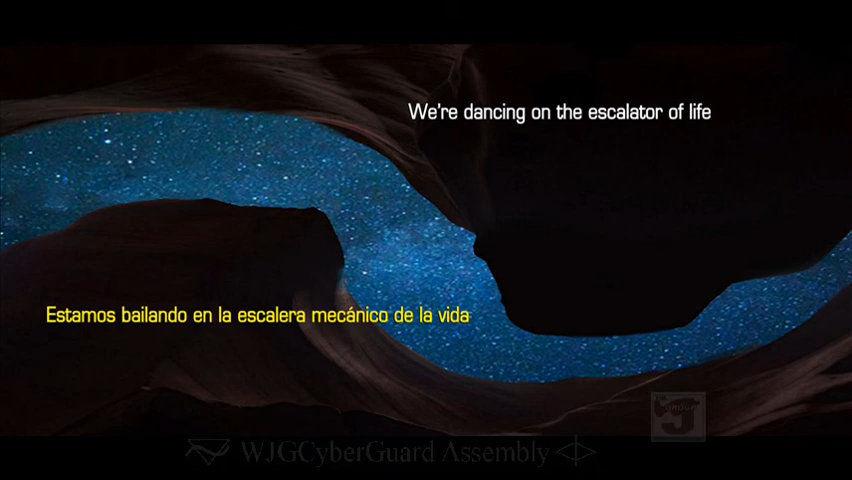 We're dancing on the escalator of life
Estamos bailando en la escalera mecánico de la vida
WJGCyberGuard Assembly